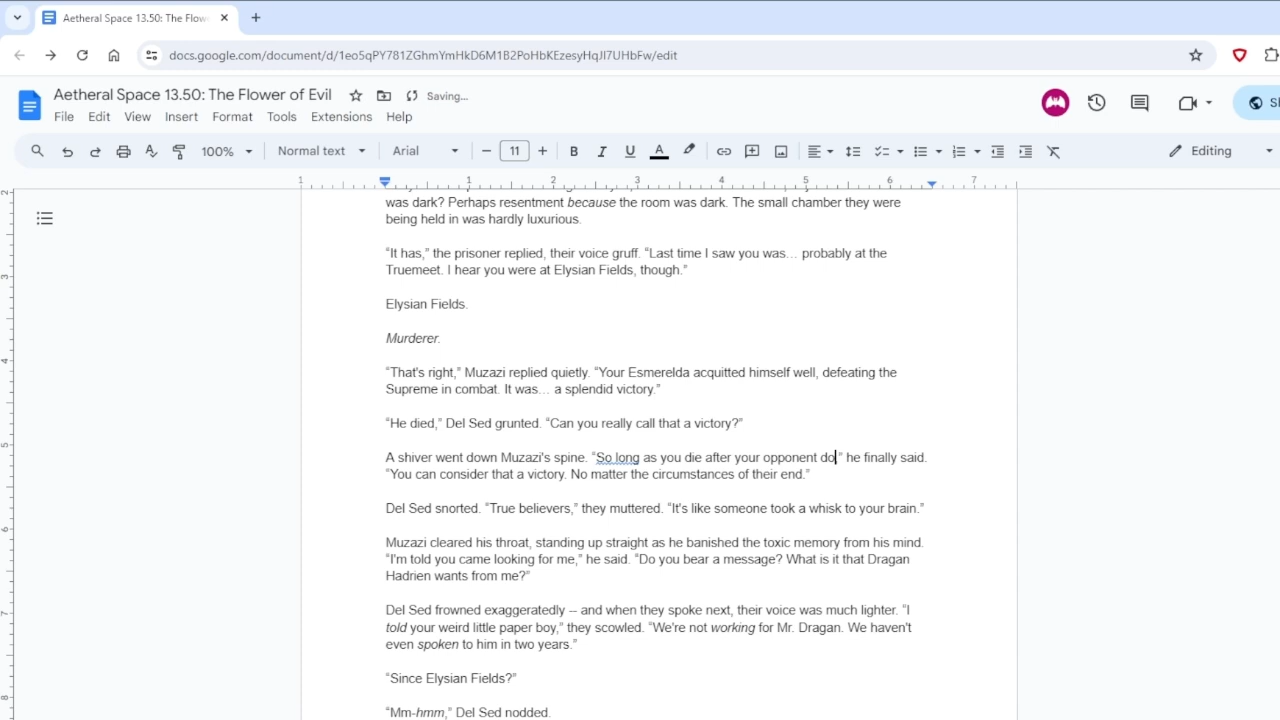 Aetheral Space 13.50: The Flow
docs.google.com/document/d/1eo5qPY781ZGhmYmHkD6M1B2PoHbKEzesyHqJl7UHbFw/edit
Aetheral Space 13.50: The Flower of Evil Saving...
File Edit View Insert Format Tools Extensions Help
100% Normal text Arial 11 Editing
1 1 2 3 4 5 6 7
was dark? Perhaps resentment because the room was dark. The small chamber they were
being held in was hardly luxurious.
“It has,” the prisoner replied, their voice gruff. “Last time I saw you was… probably at the
Truemeet. I hear you were at Elysian Fields, though.”
Elysian Fields.
Murderer.
“That's right,” Muzazi replied quietly. “Your Esmerelda acquitted himself well, defeating the
Supreme in combat. It was… a splendid victory.”
“He died,” Del Sed grunted. “Can you really call that a victory?”
A shiver went down Muzazi's spine. “So long as you die after your opponent do,” he finally said.
“You can consider that a victory. No matter the circumstances of their end.”
Del Sed snorted. “True believers,” they muttered. “It's like someone took a whisk to your brain.”
Muzazi cleared his throat, standing up straight as he banished the toxic memory from his mind.
“I'm told you came looking for me,” he said. “Do you bear a message? What is it that Dragan
Hadrien wants from me?”
Del Sed frowned exaggeratedly -- and when they spoke next, their voice was much lighter. “I
told your weird little paper boy,” they scowled. “We're not working for Mr. Dragan. We haven't
even spoken to him in two years.”
“Since Elysian Fields?”
“Mm-hmm,” Del Sed nodded.